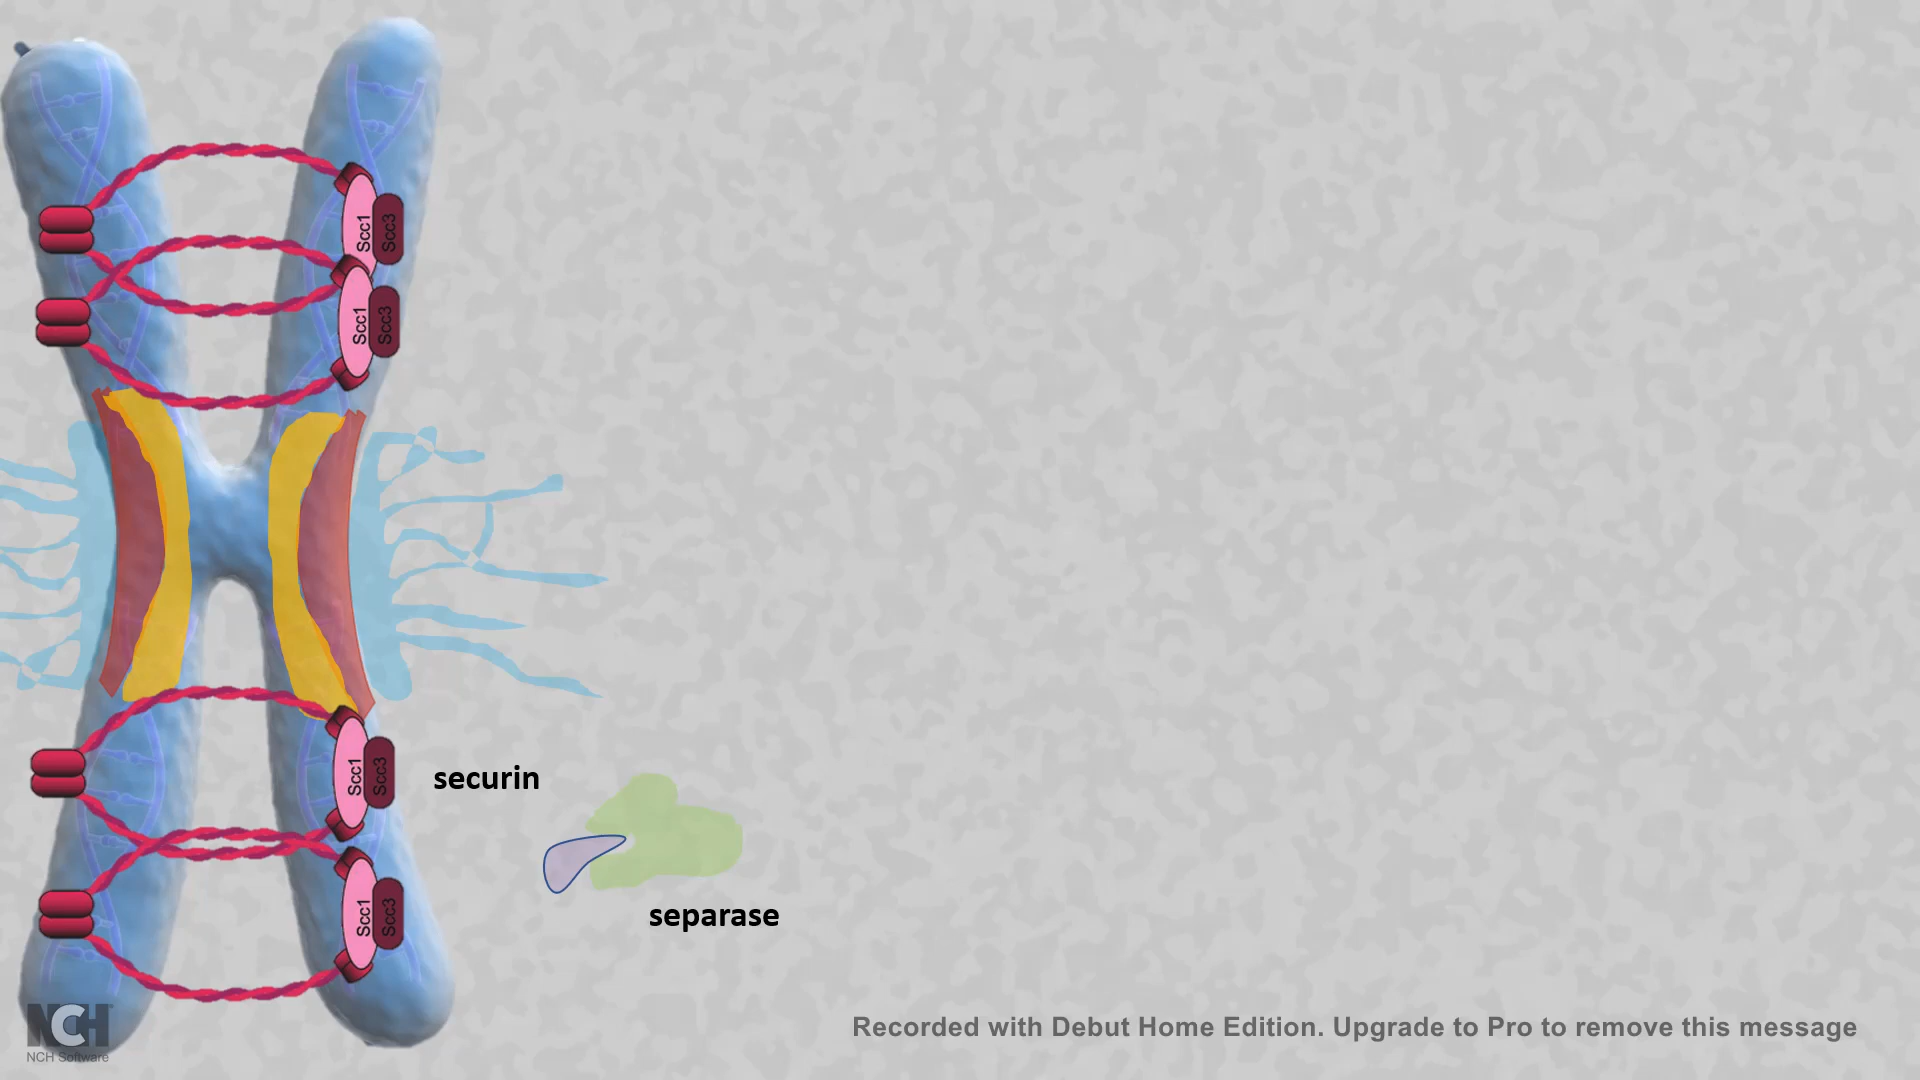 Scc1
Scc3
Scc1
Scc3
securin
Scc1
Scc3
separase
Scc1
Scc3
NCH
NCH Software
Recorded with Debut Home Edition. Upgrade to Pro to remove this message